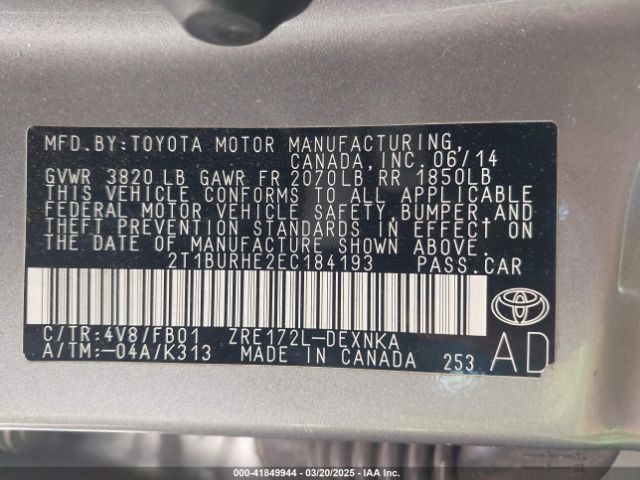 MFD.BY:TOYOTA MOTOR MANUFACTURING,
CANADA,INC.06/14
GVWR 3820 LB GAWR FR 2070LB RR 1850LB
THIS VEHICLE CONFORMS TO ALL APPLICABLE
FEDERAL MOTOR VEHICLE SAFETY,BUMPER,AND
THEFT PREVENTION STANDARDS IN EFFECT ON
THE DATE OF MANUFACTURE SHOWN ABOVE.
2T1BURHE2EC184193 PASS.CAR
C/TR:4V8/FB01 ZRE172L-DEXNKA
A/TM:-04A/K313 MADE IN CANADA 253
AD
000-41849944 — 03/20/2025 — IAA Inc.